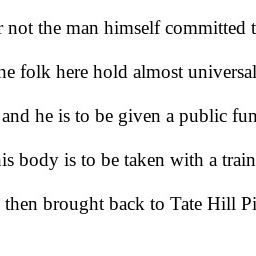 not the man himself committed t
folk here hold almost universal
and he is to be given a public fun
is body is to be taken with a train
then brought back to Tate Hill Pi